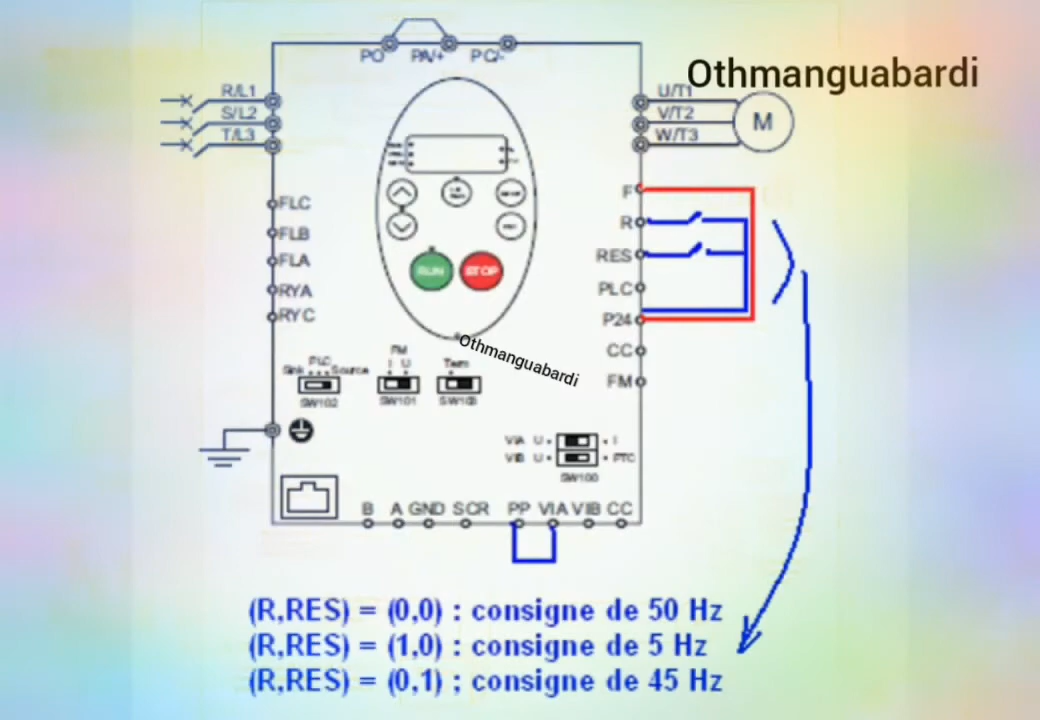 PO PA/+ PC/-
Othmanguabardi
R/L1
S/L2
T/L3
U/T1
V/T2
W/T3
M
FLC
FLB
FLA
RYA
RYC
RUN STOP
F
R
RES
PLC
P24
CC
FM
Othmanguabardi
PLC
Sink Source
SW102
FM
I U
SW101
Term
SW103
VIA U I
VIB U PTC
SW100
B A GND SCR PP VIA VIB CC
(R,RES) = (0,0) : consigne de 50 Hz
(R,RES) = (1,0) : consigne de 5 Hz
(R,RES) = (0,1) ; consigne de 45 Hz